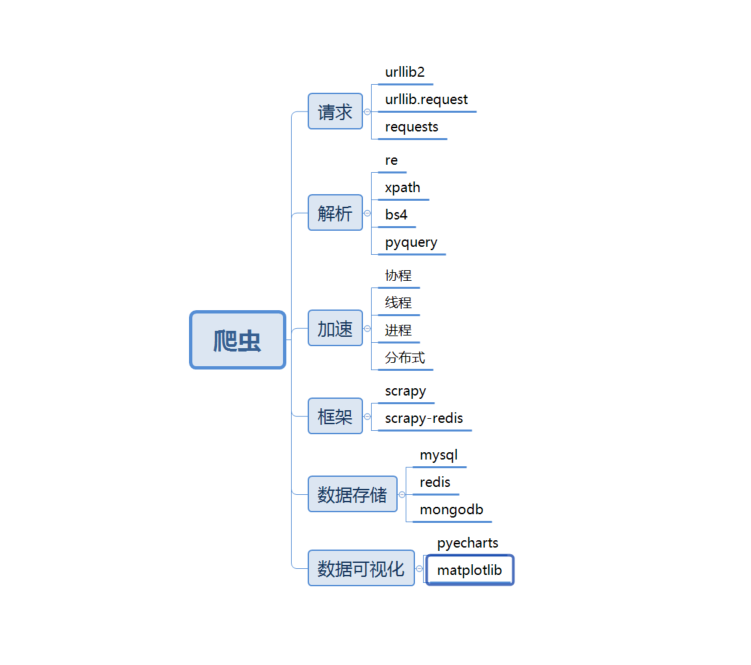 爬虫
请求
urllib2
urllib.request
requests
解析
re
xpath
bs4
pyquery
加速
协程
线程
进程
分布式
框架
scrapy
scrapy-redis
数据存储
mysql
redis
mongodb
数据可视化
pyecharts
matplotlib